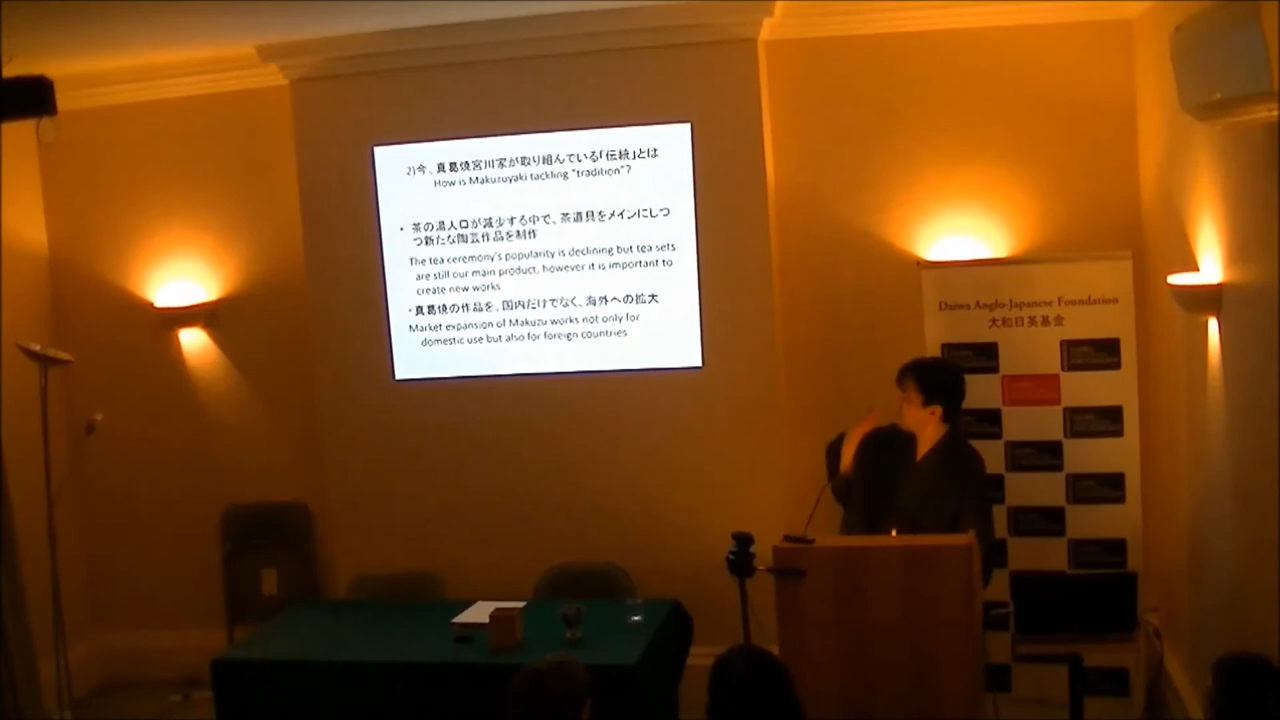 2)今、真葛焼宮川家が取り組んでいる「伝統」とは
How is Makuzuyaki tackling "tradition"?
・ 茶の湯人口が減少する中で、茶道具をメインにしつ
つ新たな陶芸作品を制作
The tea ceremony's popularity is declining but tea sets
are still our main product, however it is important to
create new works
・真葛焼の作品を、国内だけでなく、海外への拡大
Market expansion of Makuzu works not only for
domestic use but also for foreign countries
Daiwa Anglo-Japanese Foundation
大和日英基金